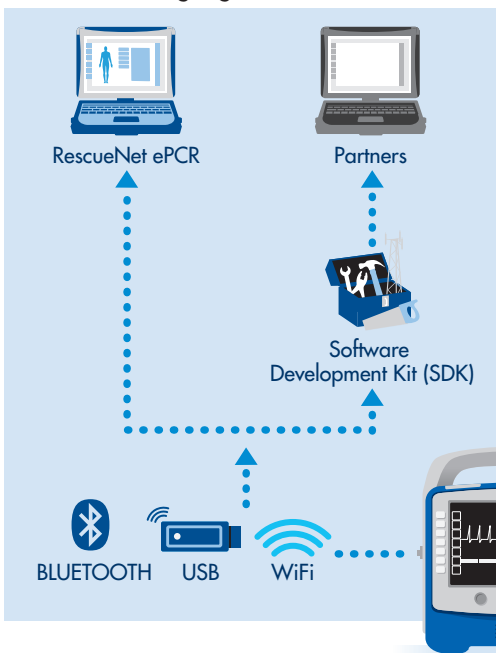 RescueNet ePCR
Partners
Software
Development Kit (SDK)
BLUETOOTH
USB
WiFi